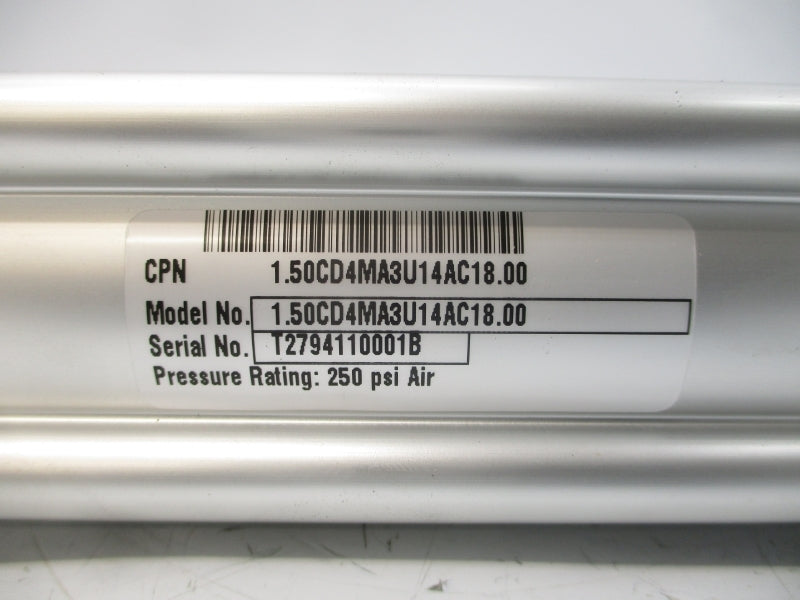 CPN 1.50CD4MA3U14AC18.00
Model No. 1.50CD4MA3U14AC18.00
Serial No. T2794110001B
Pressure Rating: 250 psi Air